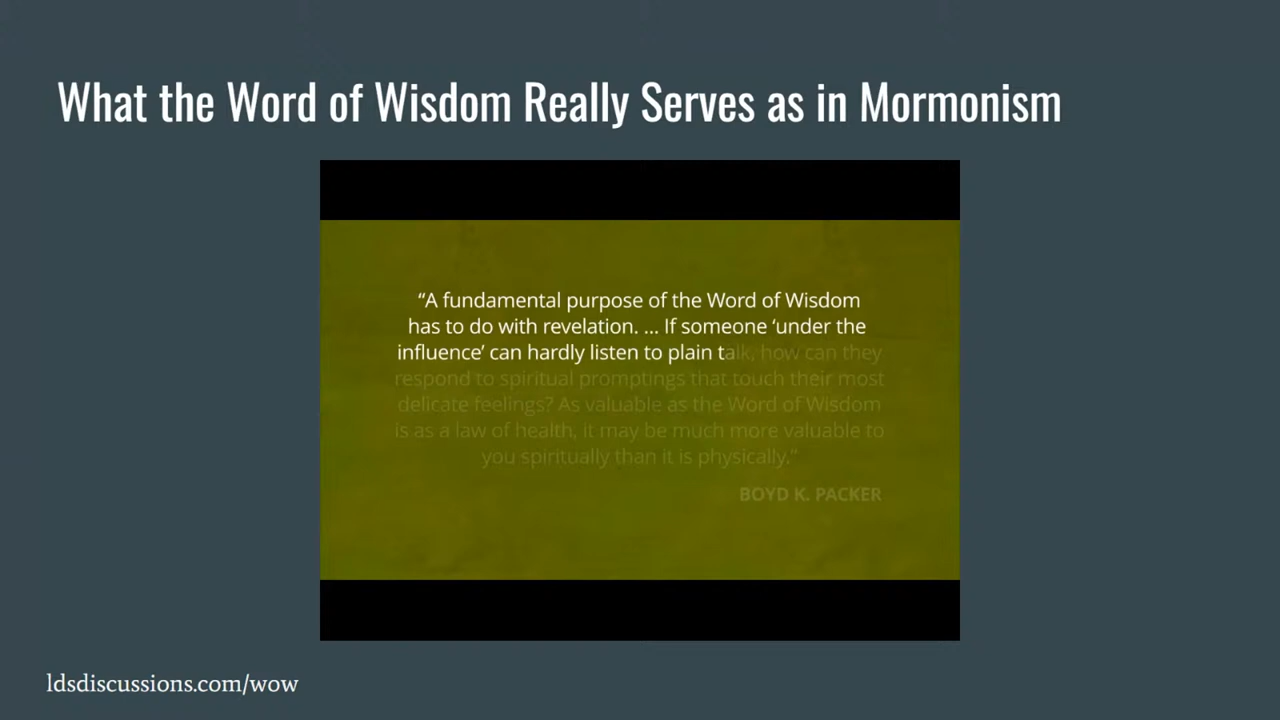 What the Word of Wisdom Really Serves as in Mormonism
“A fundamental purpose of the Word of Wisdom
has to do with revelation. ... If someone ‘under the
influence’ can hardly listen to plain talk, how can they
respond to spiritual promptings that touch their most
delicate feelings? As valuable as the Word of Wisdom
is as a law of health, it may be much more valuable to
you spiritually than it is physically.”
BOYD K. PACKER
ldsdiscussions.com/wow